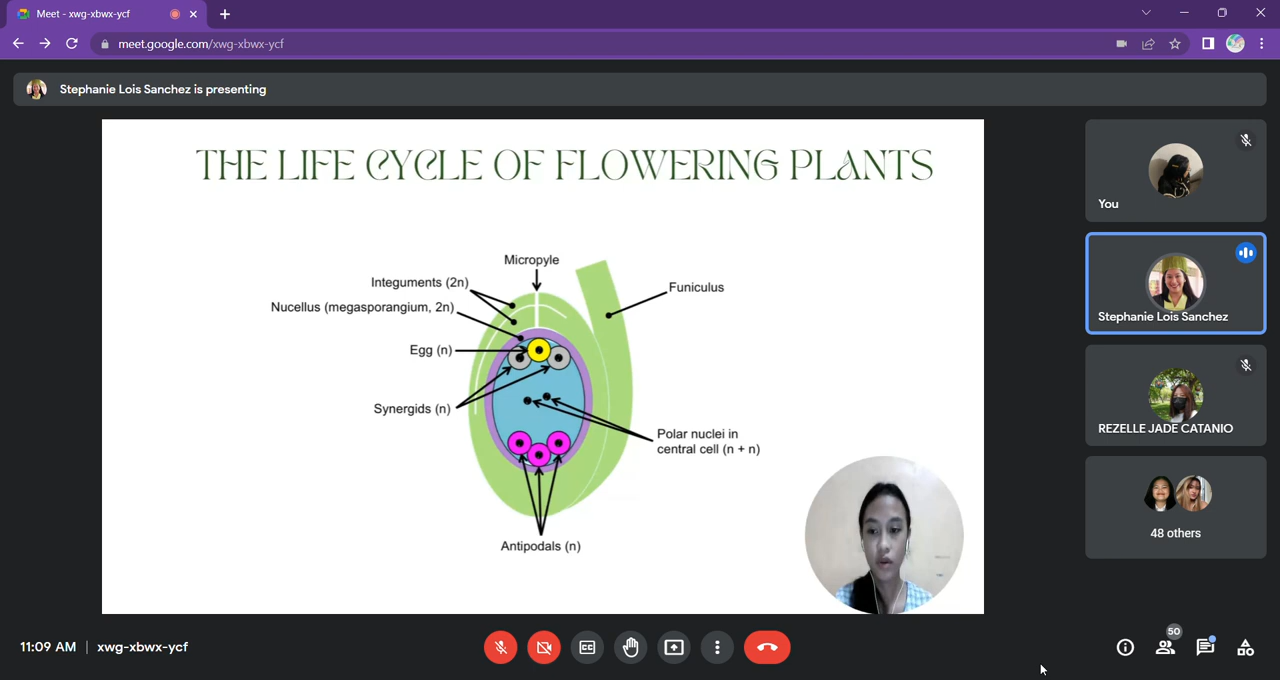 Meet - xwg-xbwx-ycf
meet.google.com/xwg-xbwx-ycf
Stephanie Lois Sanchez is presenting
THE LIFE CYCLE OF FLOWERING PLANTS
Micropyle
Integuments (2n)
Funiculus
Nucellus (megasporangium, 2n)
Egg (n)
Synergids (n)
Polar nuclei in
central cell (n + n)
Antipodals (n)
You
Stephanie Lois Sanchez
REZELLE JADE CATANIO
48 others
11:09 AM | xwg-xbwx-ycf
50